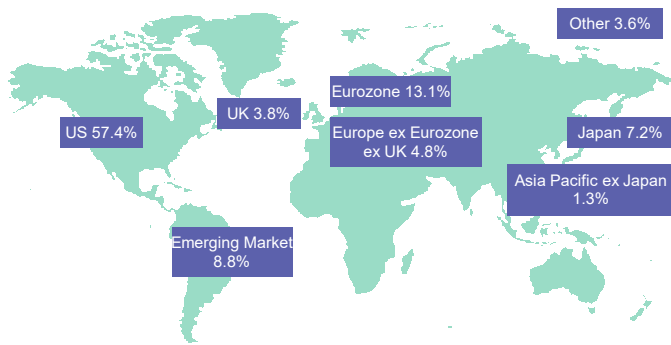 Other 3.6%
Eurozone 13.1%
UK 3.8%
US 57.4%
Europe ex Eurozone
ex UK 4.8%
Japan 7.2%
Asia Pacific ex Japan
1.3%
Emerging Market
8.8%